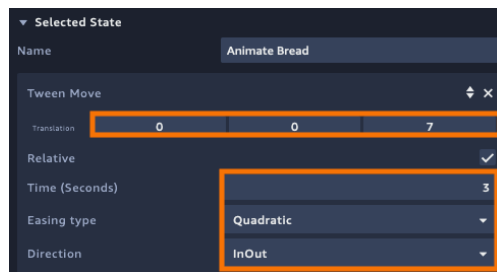 Selected State
Name Animate Bread
Tween Move
Translation 0 0 7
Relative
Time (Seconds) 3
Easing type Quadratic
Direction InOut